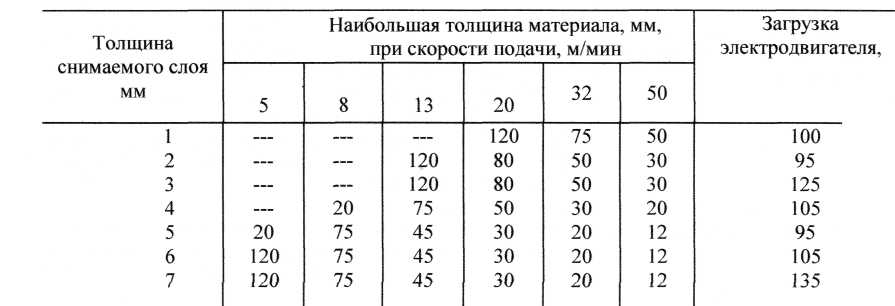 Толщина снимаемого слоя мм | Наибольшая толщина материала, мм, при скорости подачи, м/мин | Загрузка электродвигателя,
5 | 8 | 13 | 20 | 32 | 50
1 | --- | --- | --- | 120 | 75 | 50 | 100
2 | --- | --- | 120 | 80 | 50 | 30 | 95
3 | --- | --- | 120 | 80 | 50 | 30 | 125
4 | --- | 20 | 75 | 50 | 30 | 20 | 105
5 | 20 | 75 | 45 | 30 | 20 | 12 | 95
6 | 120 | 75 | 45 | 30 | 20 | 12 | 105
7 | 120 | 75 | 45 | 30 | 20 | 12 | 135